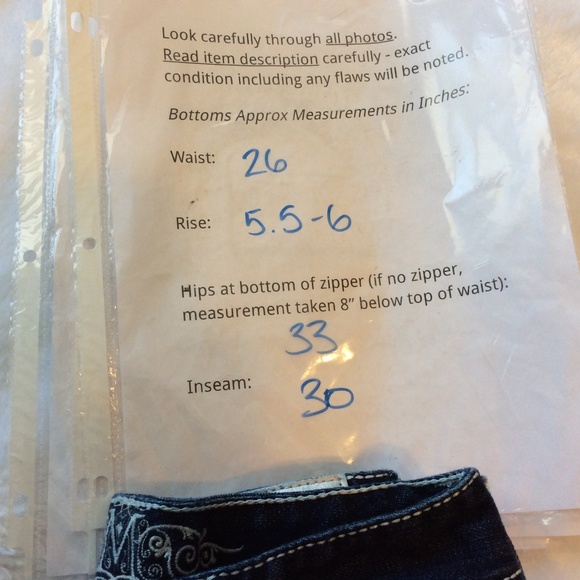 Look carefully through all photos.
Read item description carefully - exact
condition including any flaws will be noted.
Bottoms Approx Measurements in Inches:
Waist: 26
Rise: 5.5-6
Hips at bottom of zipper (if no zipper,
measurement taken 8" below top of waist):
33
Inseam: 30
M